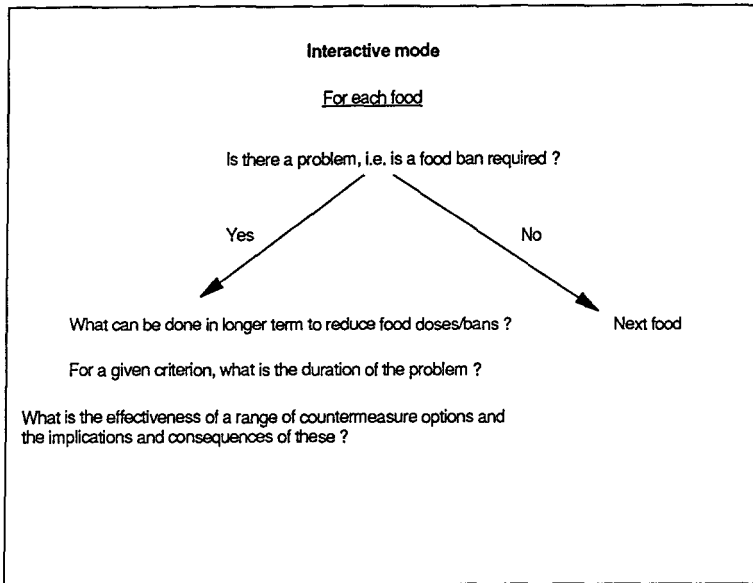 Interactive mode
For each food
Is there a problem, i.e. is a food ban required ?
Yes
No
What can be done in longer term to reduce food doses/bans ?
Next food
For a given criterion, what is the duration of the problem ?
What is the effectiveness of a range of countermeasure options and
the implications and consequences of these ?